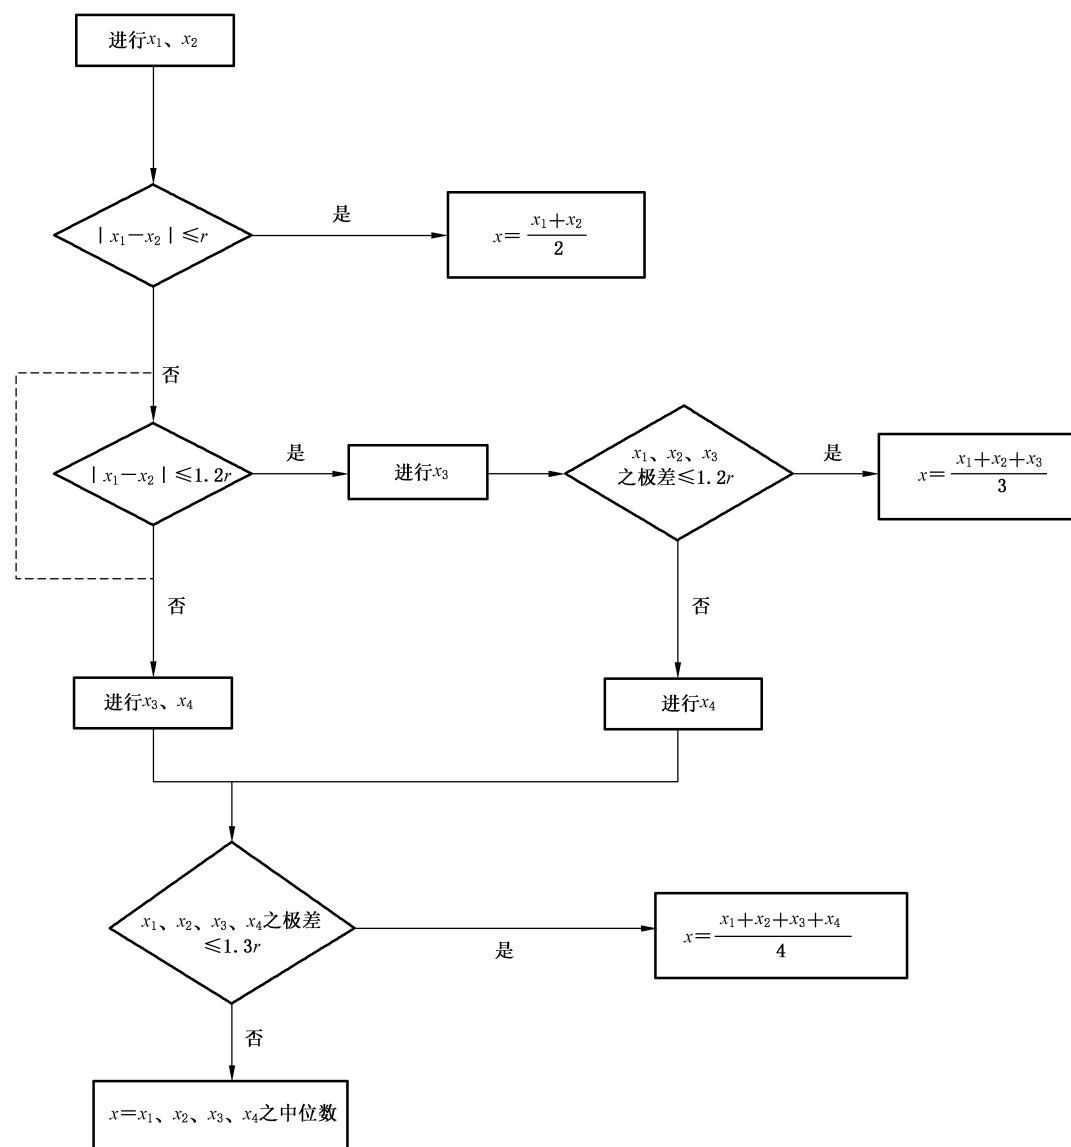 进行x₁、x₂
|x₁-x₂|≤r
是
x=(x₁+x₂)/2
否
|x₁-x₂|≤1.2r
是
进行x₃
x₁、x₂、x₃
之极差≤1.2r
是
x=(x₁+x₂+x₃)/3
否
否
进行x₃、x₄
进行x₄
x₁、x₂、x₃、x₄之极差
≤1.3r
是
x=(x₁+x₂+x₃+x₄)/4
否
x=x₁、x₂、x₃、x₄之中位数